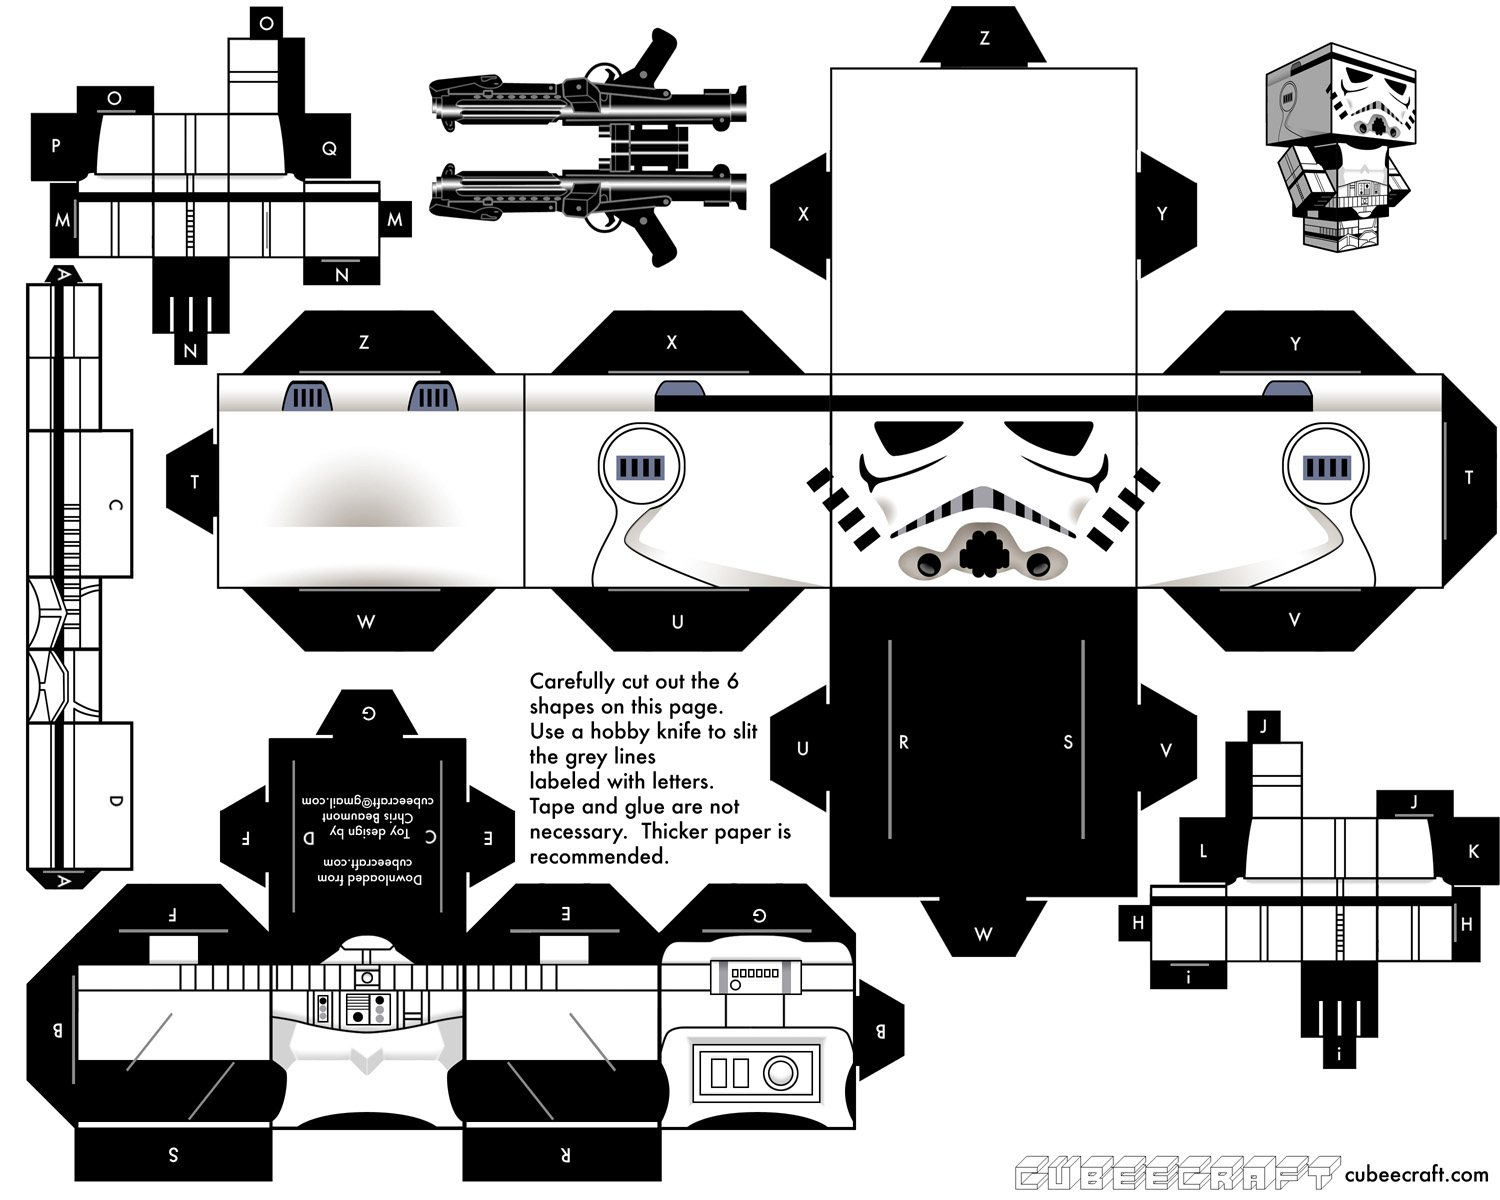 O
O
P
Q
M
M
N
N
Z
X
Y
A
C
D
A
Z
X
Y
T
T
W
U
V
Carefully cut out the 6
shapes on this page.
Use a hobby knife to slit
the grey lines
labeled with letters.
Tape and glue are not
necessary. Thicker paper is
recommended.
U
R
S
V
W
G
F
D
C
E
Downloaded from
cubeecraft.com
Toy design by
Chris Beaumont
cubeecraft@gmail.com
F
E
G
B
B
S
R
J
J
L
K
H
H
i
i
CUBEECRAFT cubeecraft.com